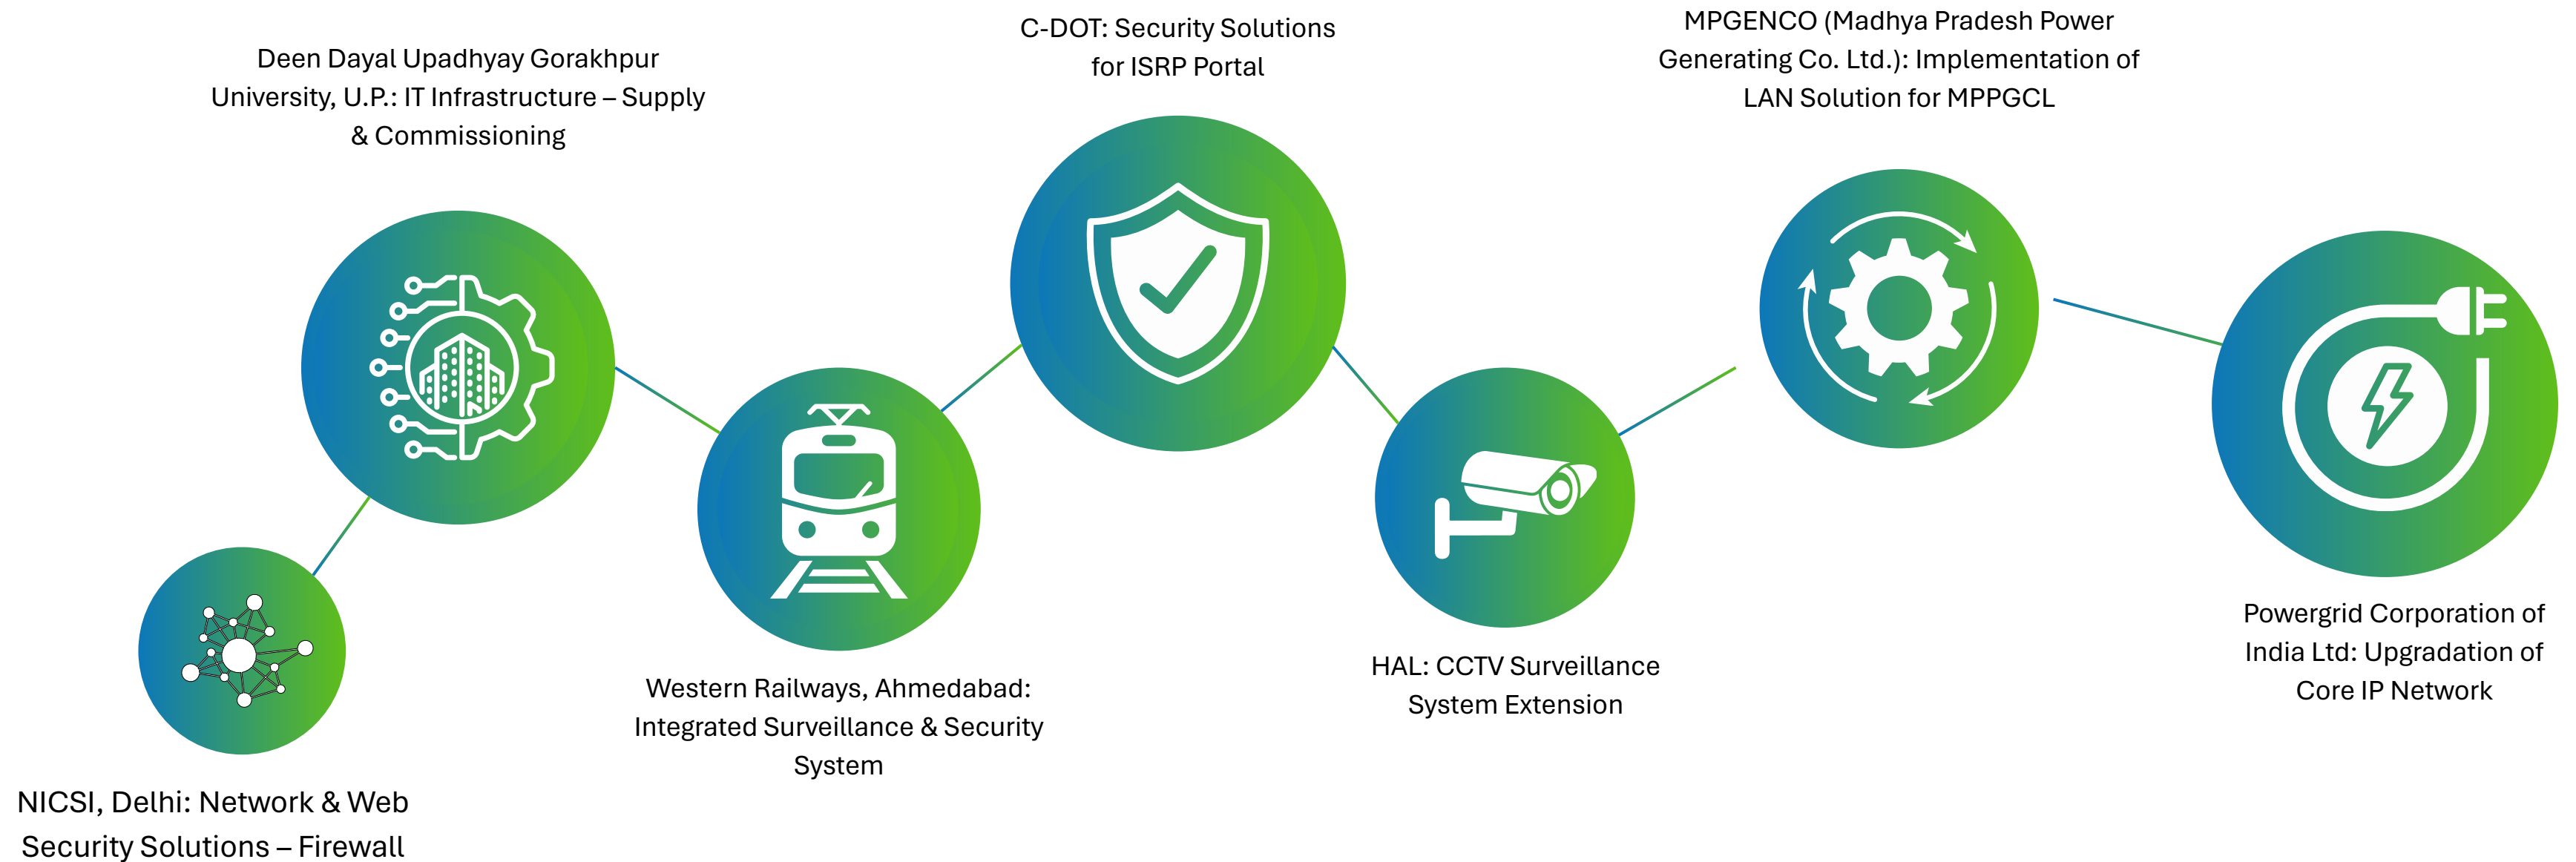 Deen Dayal Upadhyay Gorakhpur
University, U.P.: IT Infrastructure – Supply
& Commissioning
C-DOT: Security Solutions
for ISRP Portal
MPGENCO (Madhya Pradesh Power
Generating Co. Ltd.): Implementation of
LAN Solution for MPPGCL
NICSI, Delhi: Network & Web
Security Solutions – Firewall
Western Railways, Ahmedabad:
Integrated Surveillance & Security
System
HAL: CCTV Surveillance
System Extension
Powergrid Corporation of
India Ltd: Upgradation of
Core IP Network